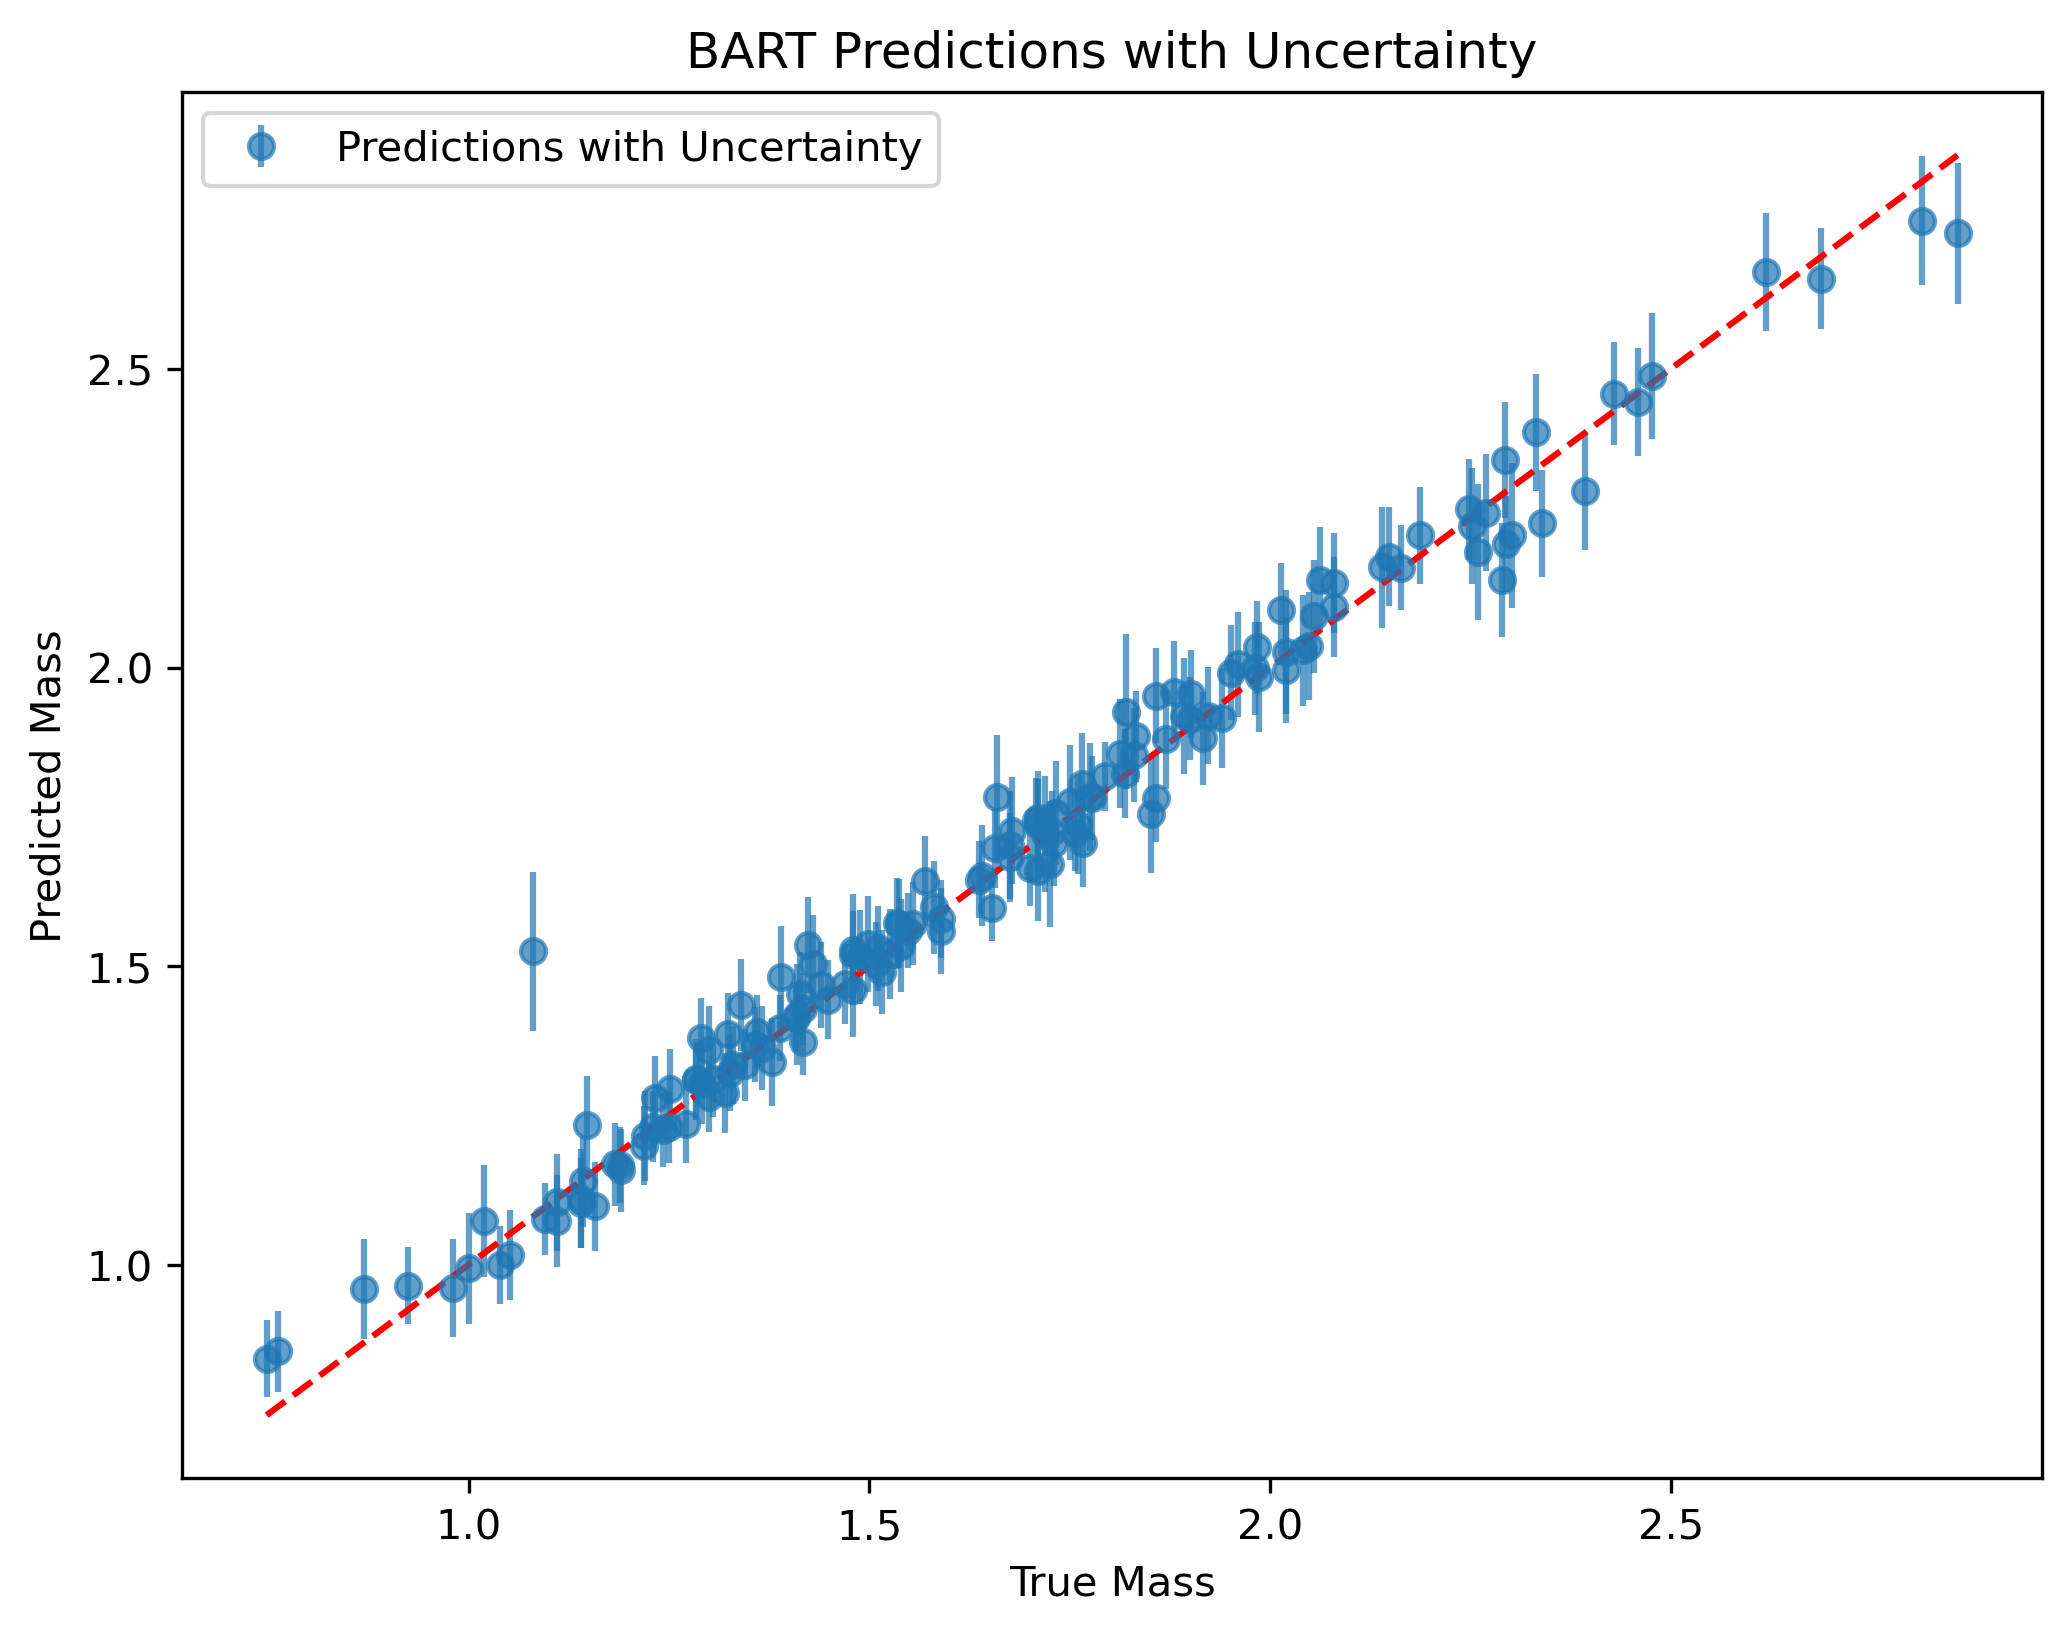 BART Predictions with Uncertainty
Predictions with Uncertainty
2.5
2.0
1.5
1.0
Predicted Mass
1.0 1.5 2.0 2.5
True Mass